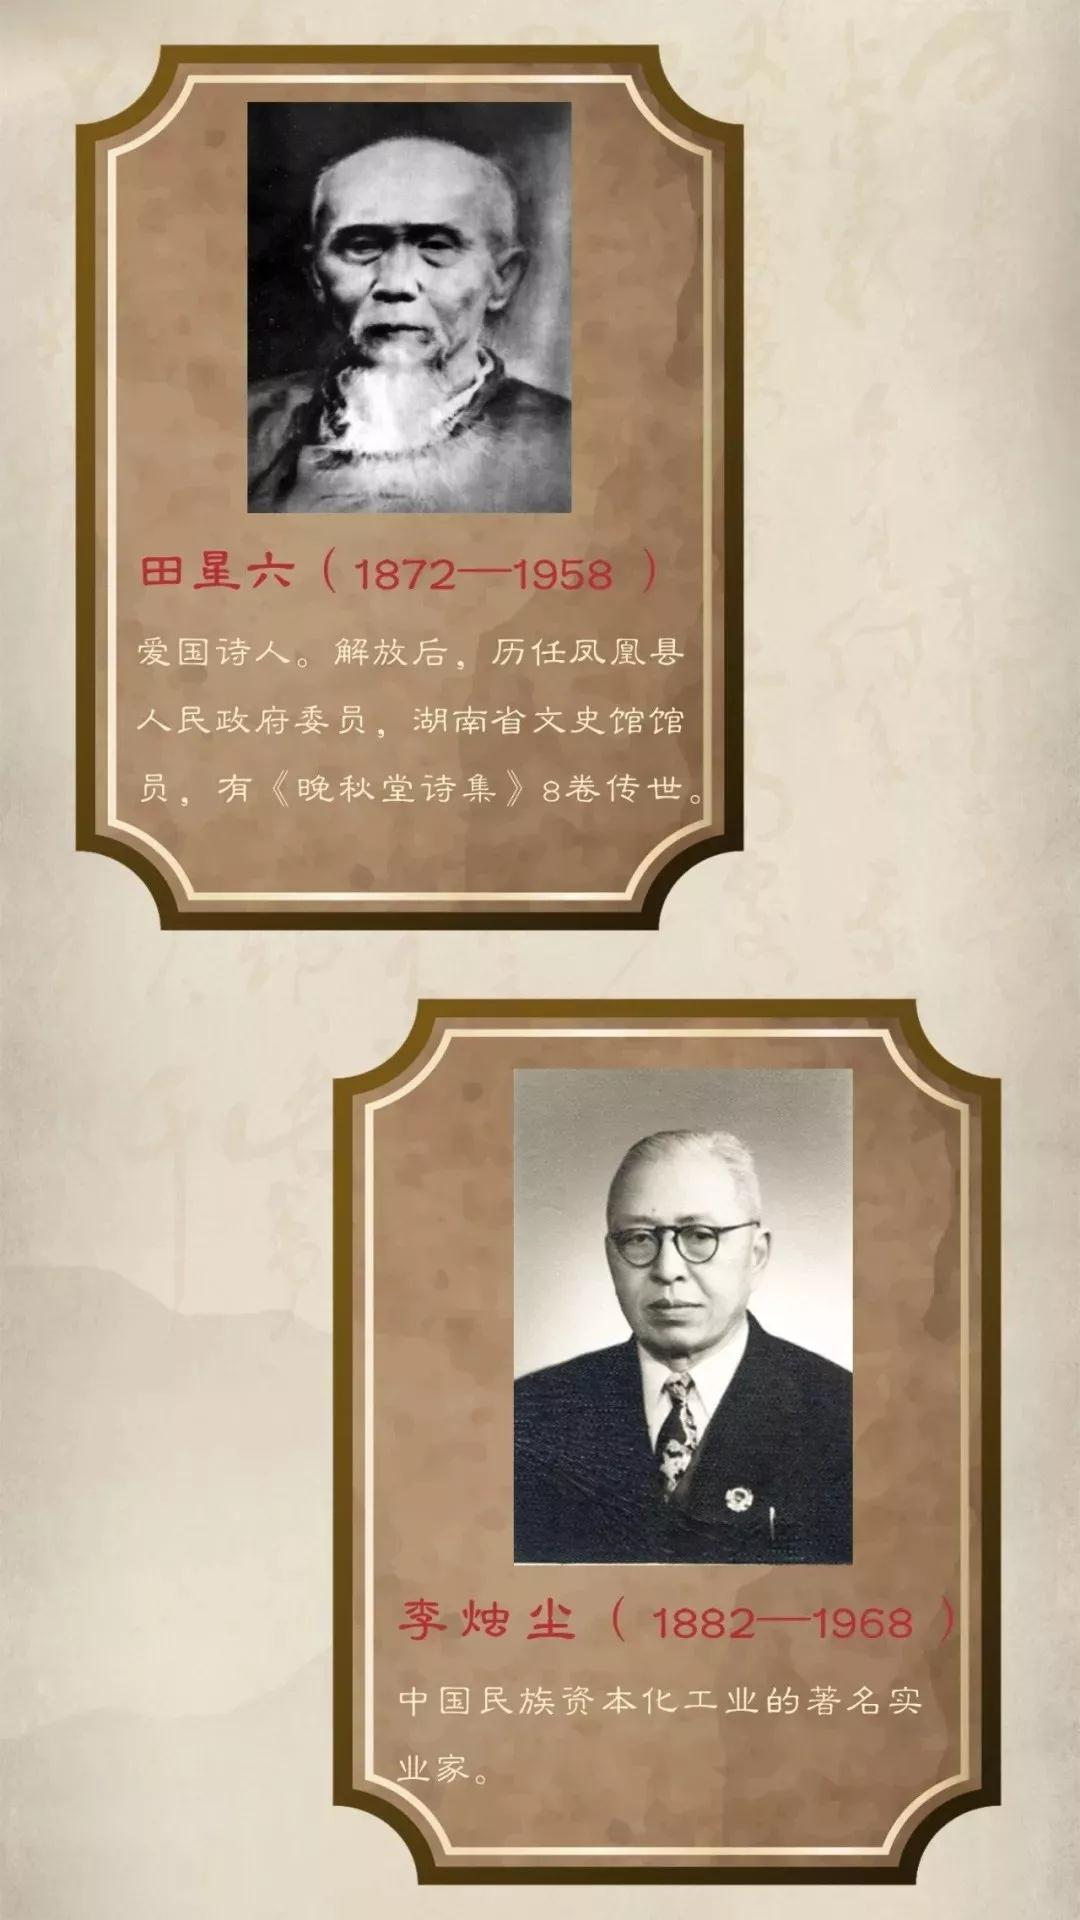 田星六（1872—1958 ）
爱国诗人。解放后，历任凤凰县
人民政府委员，湖南省文史馆馆
员，有《晚秋堂诗集》8卷传世。
李烛尘（ 1882—1968 ）
中国民族资本化工业的著名实
业家。